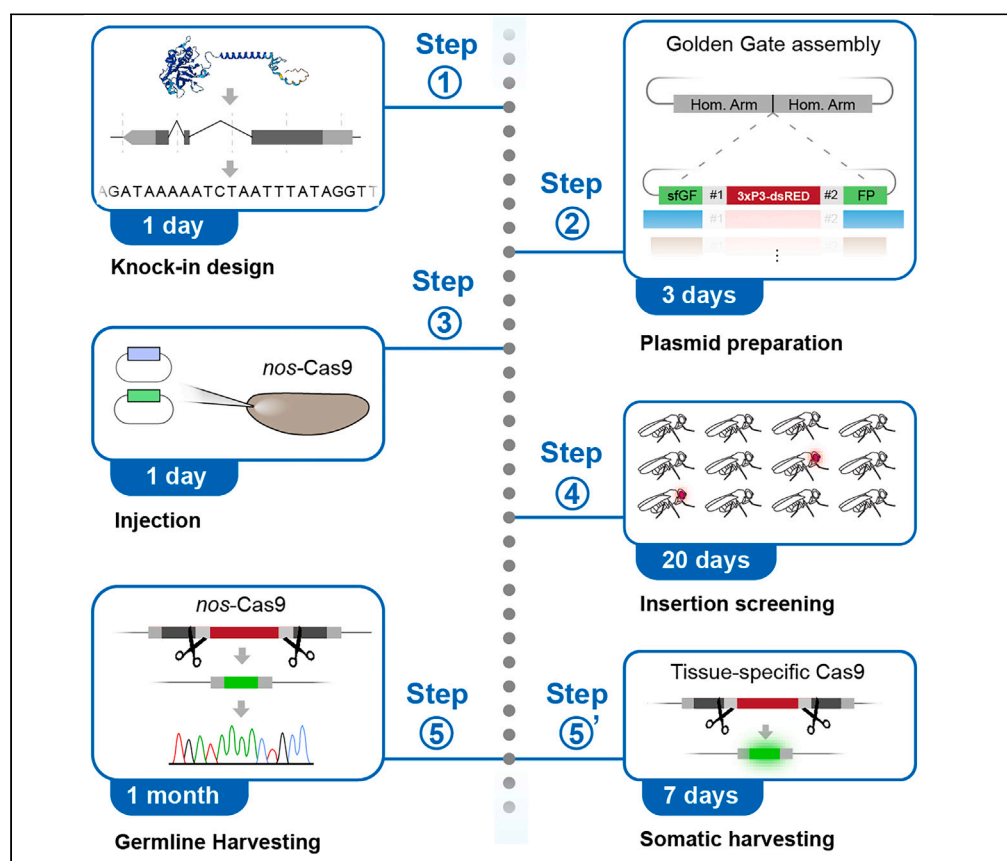 Step
①
AGATAAAAATCTAATTTATAGGTT
1 day
Knock-in design
Step
②
Golden Gate assembly
Hom. Arm Hom. Arm
sfGF #1 3xP3-dsRED #2 FP
#1 #2
⋮
3 days
Plasmid preparation
Step
③
nos-Cas9
1 day
Injection
Step
④
20 days
Insertion screening
Step
⑤
nos-Cas9
1 month
Germline Harvesting
Step
⑤’
Tissue-specific Cas9
7 days
Somatic harvesting